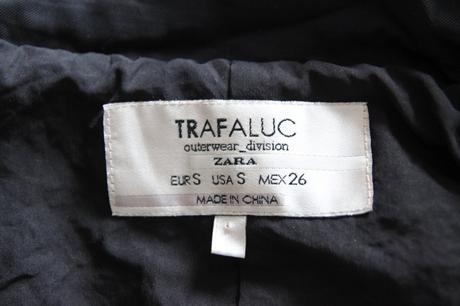 TRAFALUC
outerwear_division
ZARA
EUR S USA S MEX 26
MADE IN CHINA